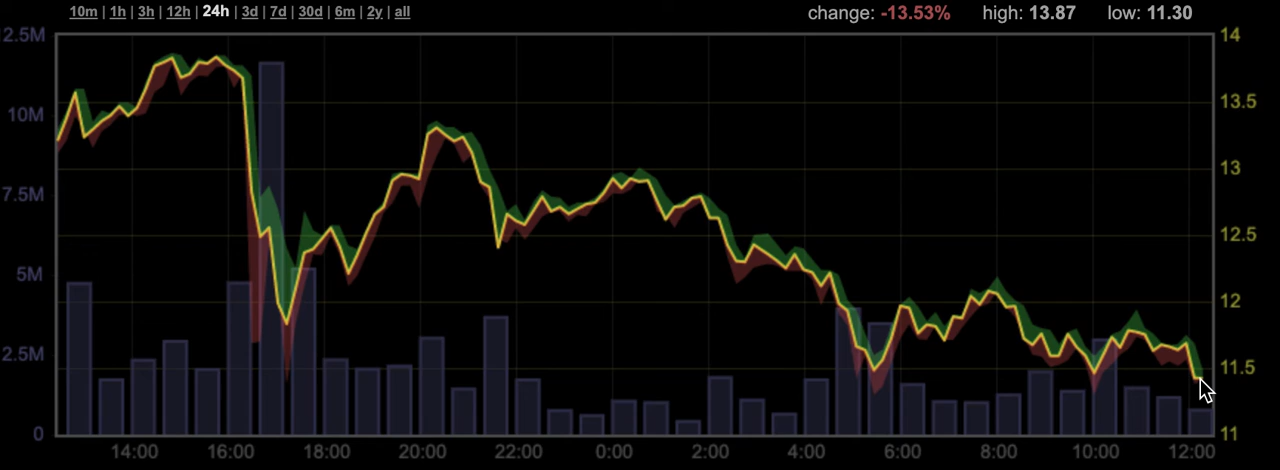 10m | 1h | 3h | 12h | 24h | 3d | 7d | 30d | 6m | 2y | all
change: -13.53% high: 13.87 low: 11.30
2.5M
10M
7.5M
5M
2.5M
0
14
13.5
13
12.5
12
11.5
11
14:00 16:00 18:00 20:00 22:00 0:00 2:00 4:00 6:00 8:00 10:00 12:00